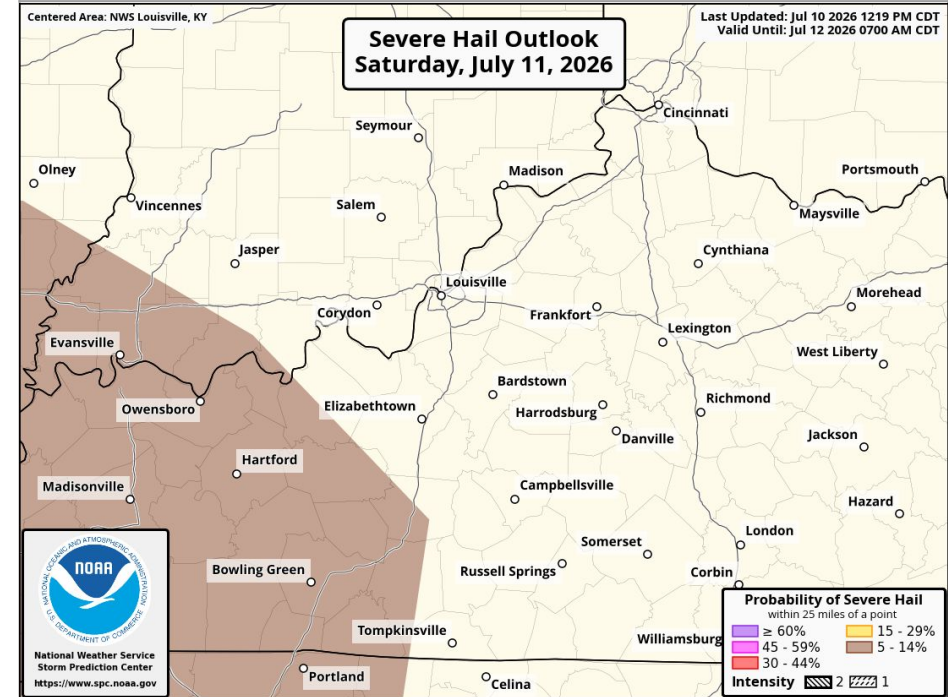 Centered Area: NWS Louisville, KY
Severe Hail Outlook
Saturday, July 11, 2026
Last Updated: Jul 10 2026 1219 PM CDT
Valid Until: Jul 12 2026 0700 AM CDT
Cincinnati
Seymour
Olney
Madison
Portsmouth
Vincennes
Salem
Maysville
Jasper
Cynthiana
Louisville
Morehead
Corydon
Frankfort
Lexington
Evansville
West Liberty
Bardstown
Owensboro
Elizabethtown
Harrodsburg
Richmond
Danville
Jackson
Hartford
Madisonville
Campbellsville
Hazard
London
Somerset
Bowling Green
Russell Springs
Corbin
Tompkinsville
Williamsburg
Portland
Celina
NATIONAL OCEANIC AND ATMOSPHERIC ADMINISTRATION
NOAA
U.S. DEPARTMENT OF COMMERCE
National Weather Service
Storm Prediction Center
https://www.spc.noaa.gov
Probability of Severe Hail
within 25 miles of a point
≥ 60% 15 - 29%
45 - 59% 5 - 14%
30 - 44%
Intensity 2 1